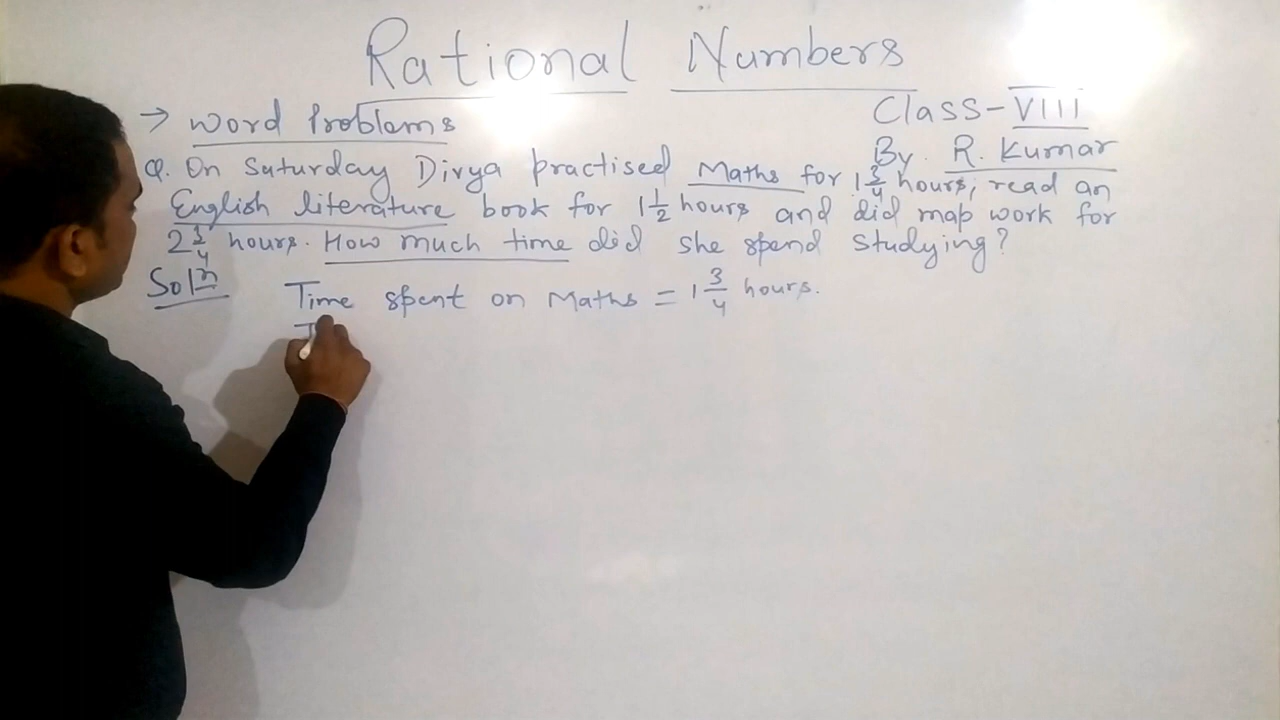 Rational Numbers
→ Word Problems
Class - VIII
By. R. Kumar
Q. On Saturday Divya practised Maths for 1 3/4 hours, read an
English literature book for 1 1/2 hours and did map work for
2 3/4 hours. How much time did she spend studying?
Solⁿ
Time spent on Maths = 1 3/4 hours.
T